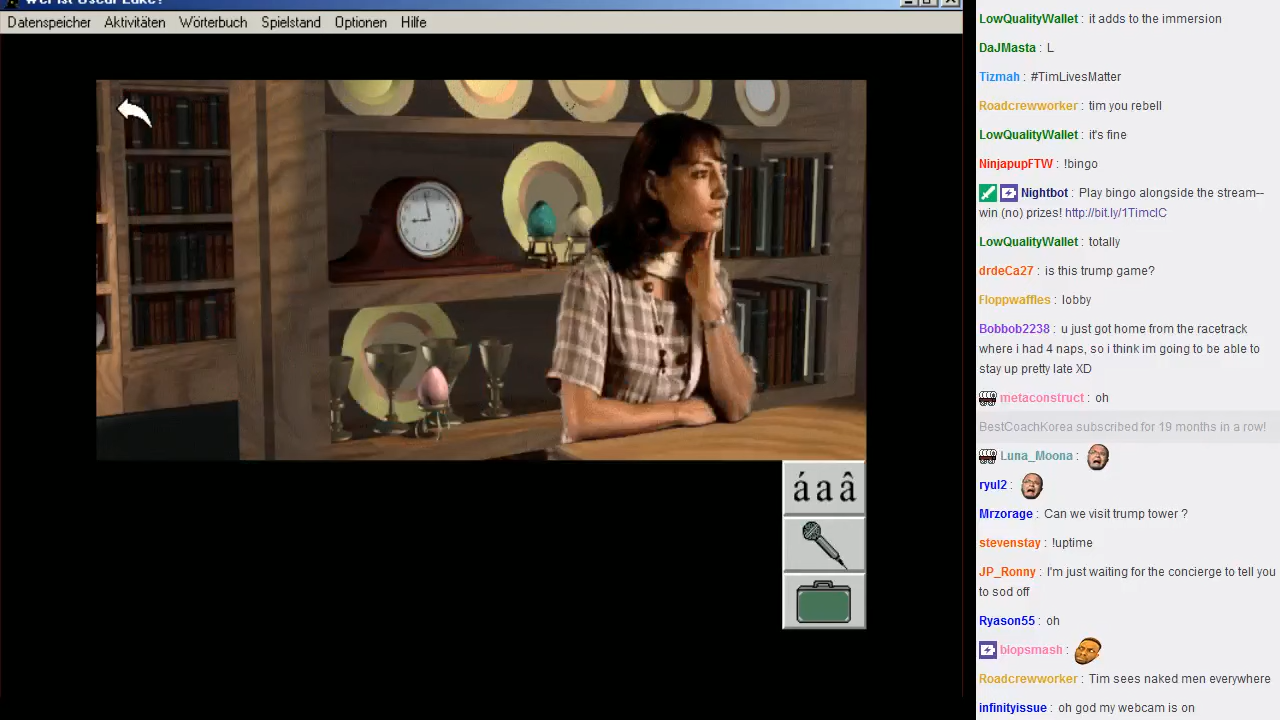 Wer ist Oscar Lake?
Datenspeicher Aktivitäten Wörterbuch Spielstand Optionen Hilfe
á a â
LowQualityWallet : it adds to the immersion
DaJMasta : L
Tizmah : #TimLivesMatter
Roadcrewworker : tim you rebell
LowQualityWallet : it's fine
NinjapupFTW : !bingo
Nightbot : Play bingo alongside the stream--
win (no) prizes! http://bit.ly/1TimcIC
LowQualityWallet : totally
drdeCa27 : is this trump game?
Floppwaffles : lobby
Bobbob2238 : u just got home from the racetrack
where i had 4 naps, so i think im going to be able to
stay up pretty late XD
metaconstruct : oh
BestCoachKorea subscribed for 19 months in a row!
Luna_Moona :
ryul2 :
Mrzorage : Can we visit trump tower ?
stevenstay : !uptime
JP_Ronny : I'm just waiting for the concierge to tell you
to sod off
Ryason55 : oh
blopsmash :
Roadcrewworker : Tim sees naked men everywhere
infinityissue : oh god my webcam is on